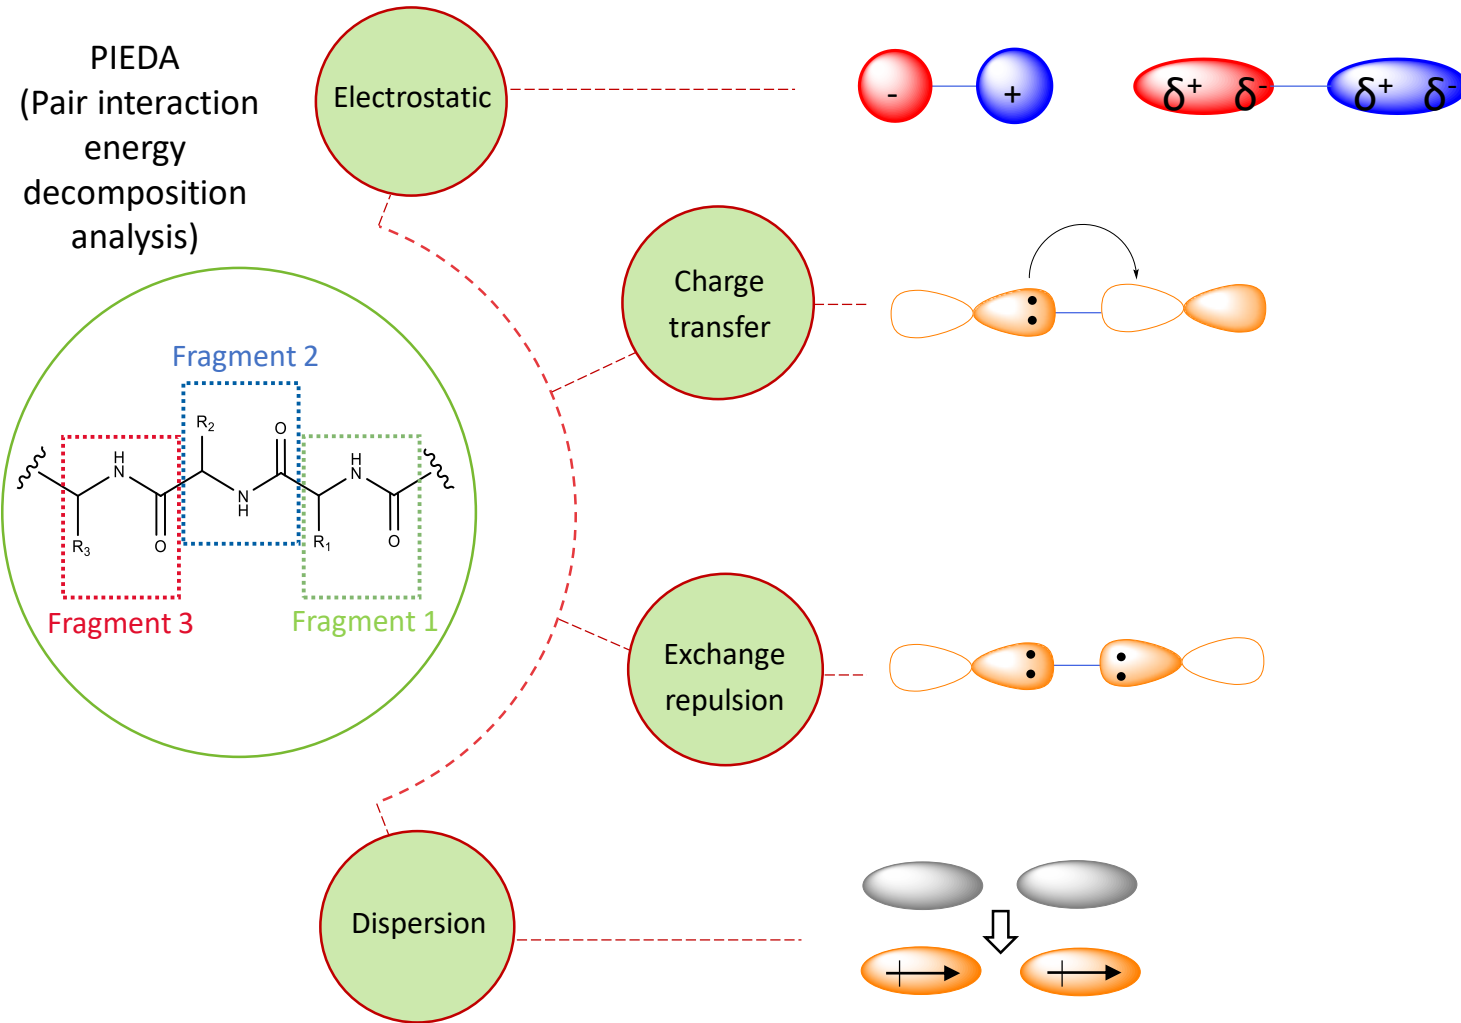 PIEDA
(Pair interaction
energy
decomposition
analysis)
Electrostatic
- +
δ+ δ- δ+ δ-
Charge
transfer
Fragment 2
R2
O
H
N
H
N
N
H
R3
O
R1
O
Fragment 3
Fragment 1
Exchange
repulsion
Dispersion